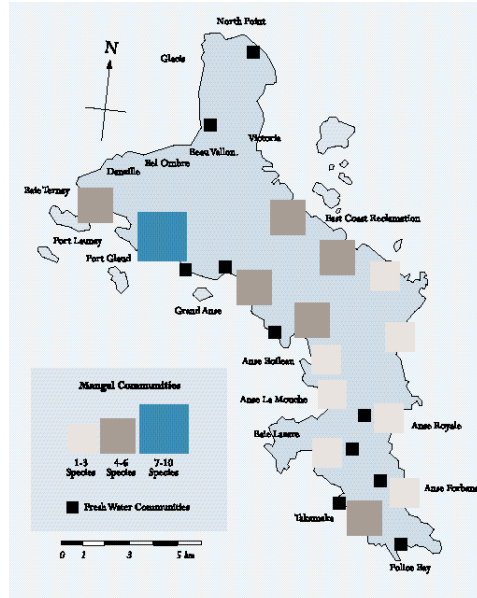 North Point
N
Glacis
Victoria
Beau Vallon
Bel Ombre
Danzille
Baie Ternay
East Coast Reclamation
Port Launay
Port Glaud
Grand Anse
Anse Boileau
Mangal Communities
Anse La Mouche
Anse Royale
Baie Lazare
1-3 Species
4-6 Species
7-10 Species
Anse Forbans
Fresh Water Communities
Takamaka
0 1 3 5 km
Police Bay